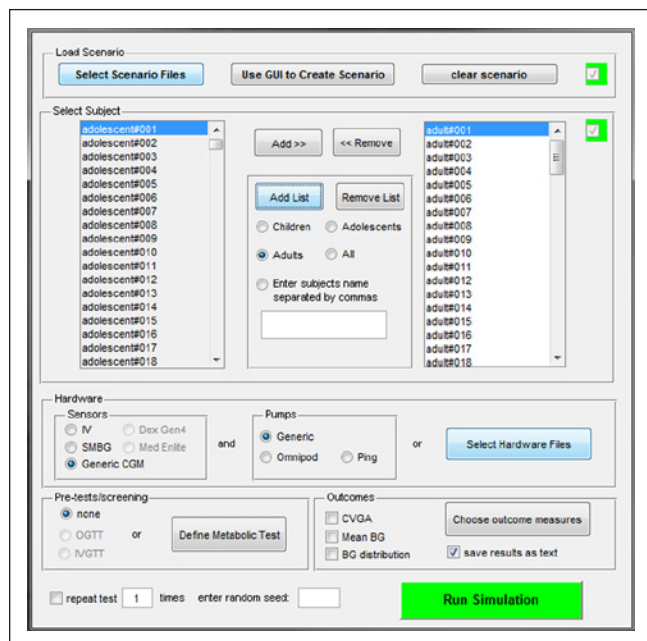 Load Scenario
Select Scenario Files
Use GUI to Create Scenario
clear scenario
Select Subject
adolescent#001
adolescent#002
adolescent#003
adolescent#004
adolescent#005
adolescent#006
adolescent#007
adolescent#008
adolescent#009
adolescent#010
adolescent#011
adolescent#012
adolescent#013
adolescent#014
adolescent#015
adolescent#016
adolescent#017
adolescent#018
Add >>
<< Remove
Add List
Remove List
Children
Adolescents
Adults
All
Enter subjects name
separated by commas
adult#001
adult#002
adult#003
adult#004
adult#005
adult#006
adult#007
adult#008
adult#009
adult#010
adult#011
adult#012
adult#013
adult#014
adult#015
adult#016
adult#017
adult#018
Hardware
Sensors
IV
Dex Gen4
SMBG
Med Enlite
Generic CGM
and
Pumps
Generic
Omnipod
Ping
or
Select Hardware Files
Pre-tests/screening
none
OGTT
or
IVGTT
Define Metabolic Test
Outcomes
CVGA
Mean BG
BG distribution
Choose outcome measures
save results as text
repeat test 1 times enter random seed:
Run Simulation